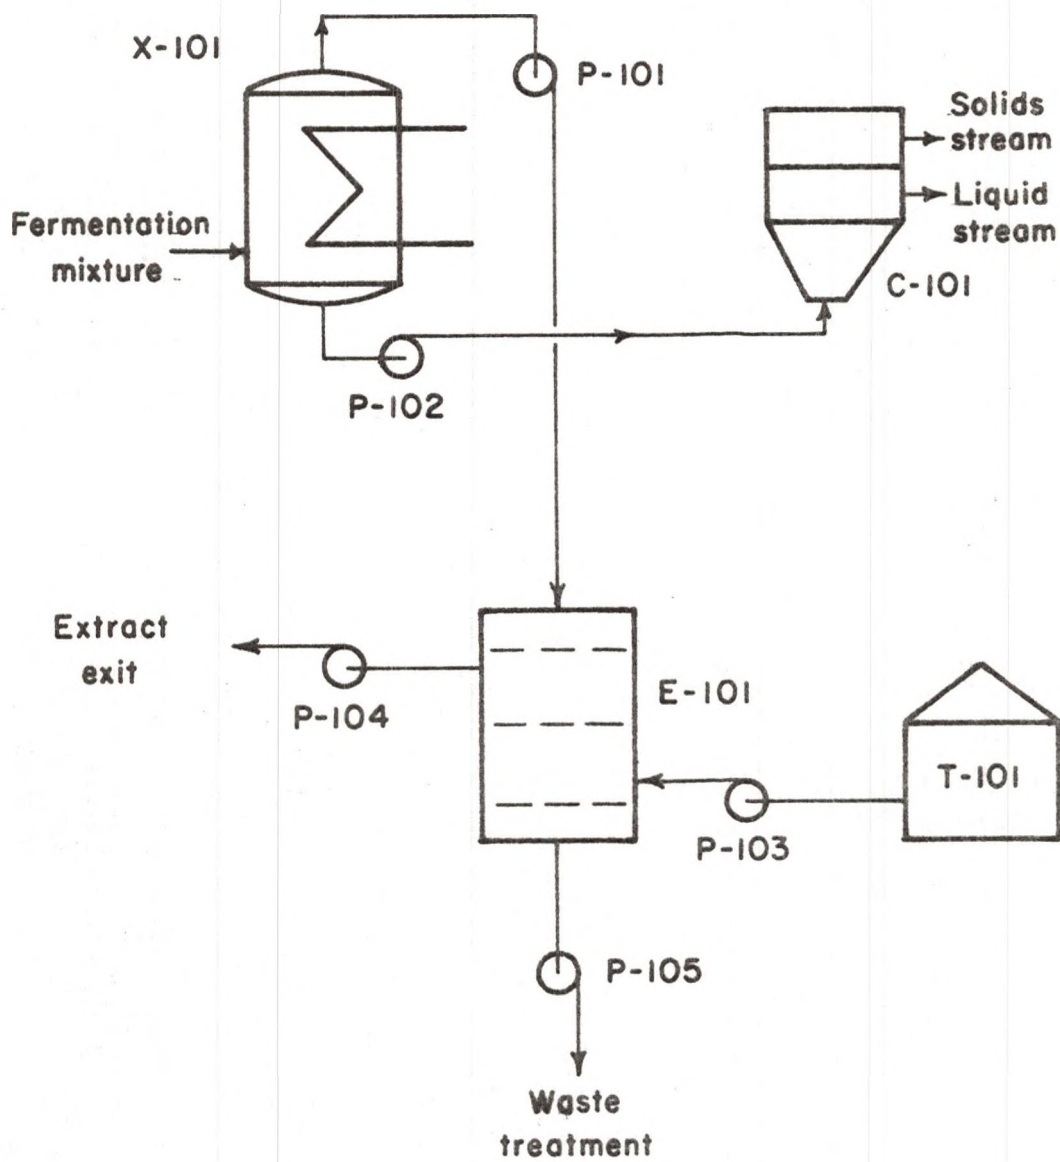 X-101
P-101
Solids
stream
Liquid
stream
Fermentation
mixture
C-101
P-102
Extract
exit
E-101
P-104
T-101
P-103
P-105
Waste
treatment